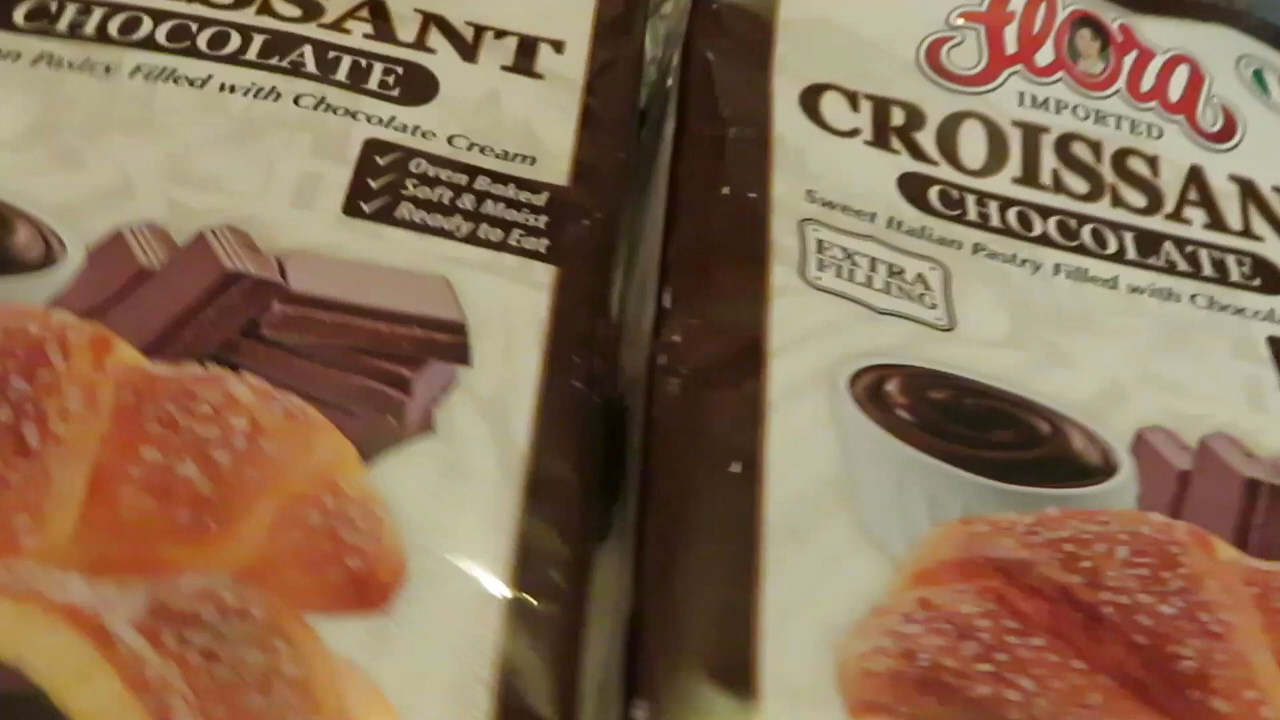 SSANT
CHOCOLATE
Pastry Filled with Chocolate Cream
✓ Oven Baked
✓ Soft & Moist
✓ Ready to Eat
Flora
IMPORTED
CROISSAN
CHOCOLATE
Sweet Italian Pastry Filled with Chocola
EXTRA
FILLING